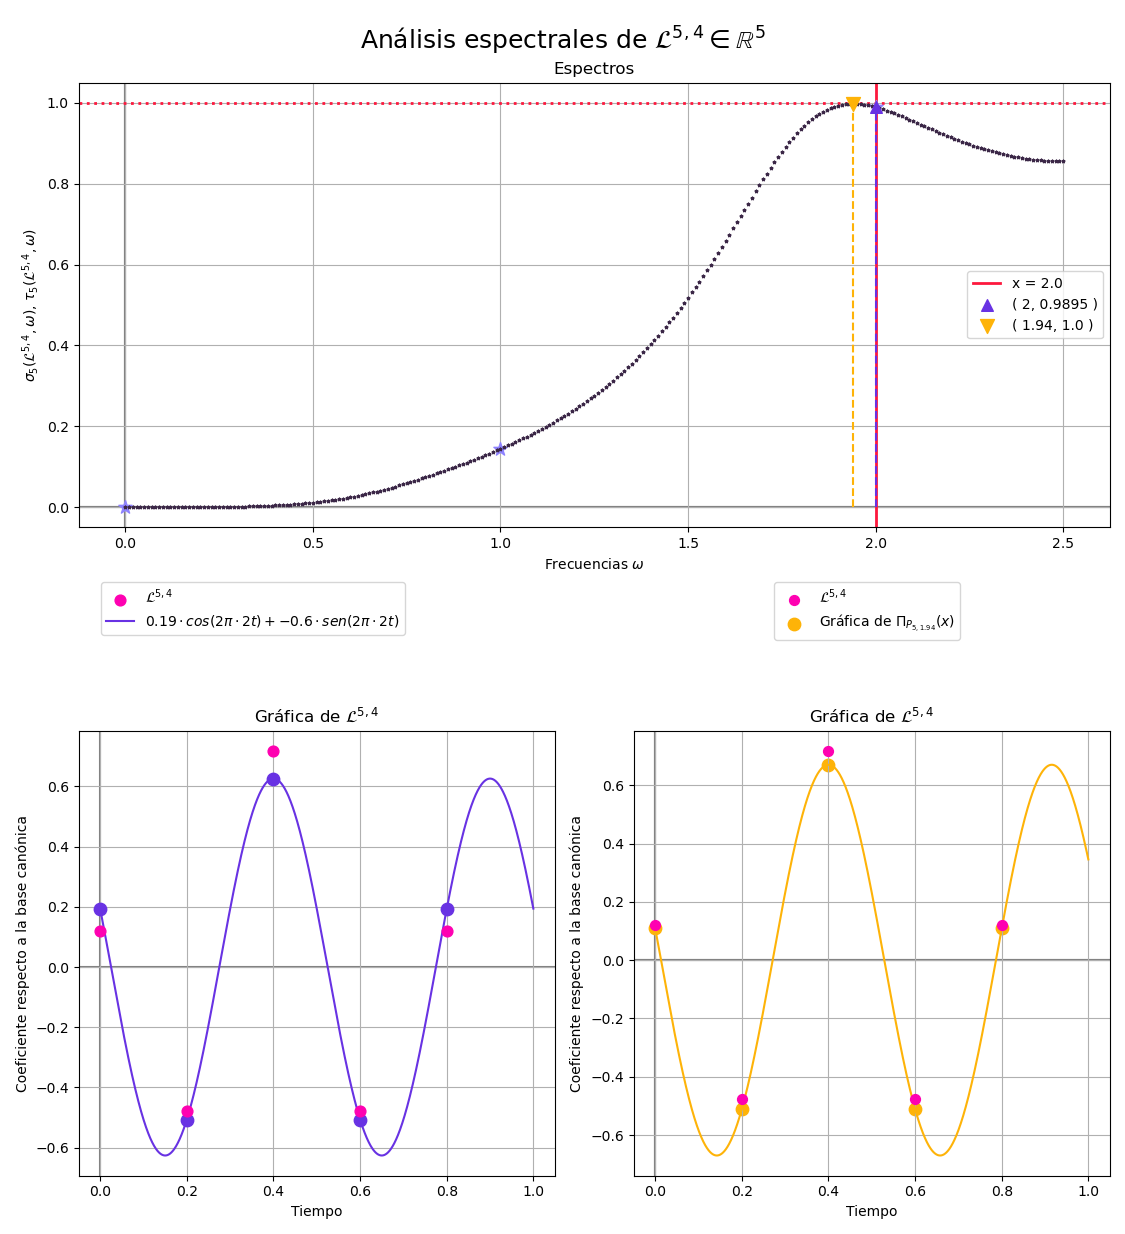 Análisis espectrales de $\mathcal{L}^{5,4} \in \mathbb{R}^5$
Espectros
1.0
0.8
0.6
0.4
0.2
0.0
$\sigma_5(\mathcal{L}^{5,4}, \omega), \tau_5(\mathcal{L}^{5,4}, \omega)$
x = 2.0
( 2, 0.9895 )
( 1.94, 1.0 )
0.0 0.5 1.0 1.5 2.0 2.5
Frecuencias $\omega$
$\mathcal{L}^{5,4}$
$0.19 \cdot cos(2\pi \cdot 2t) + -0.6 \cdot sen(2\pi \cdot 2t)$
$\mathcal{L}^{5,4}$
Gráfica de $\Pi_{P_{5,1.94}}(x)$
Gráfica de $\mathcal{L}^{5,4}$
0.6
0.4
0.2
0.0
−0.2
−0.4
−0.6
Coeficiente respecto a la base canónica
0.0 0.2 0.4 0.6 0.8 1.0
Tiempo
Gráfica de $\mathcal{L}^{5,4}$
0.6
0.4
0.2
0.0
−0.2
−0.4
−0.6
Coeficiente respecto a la base canónica
0.0 0.2 0.4 0.6 0.8 1.0
Tiempo